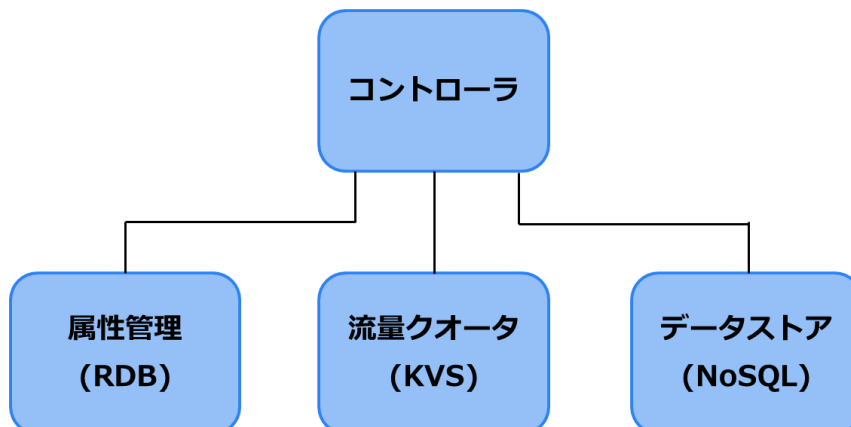 コントローラ
属性管理
(RDB)
流量クオータ
(KVS)
データストア
(NoSQL)